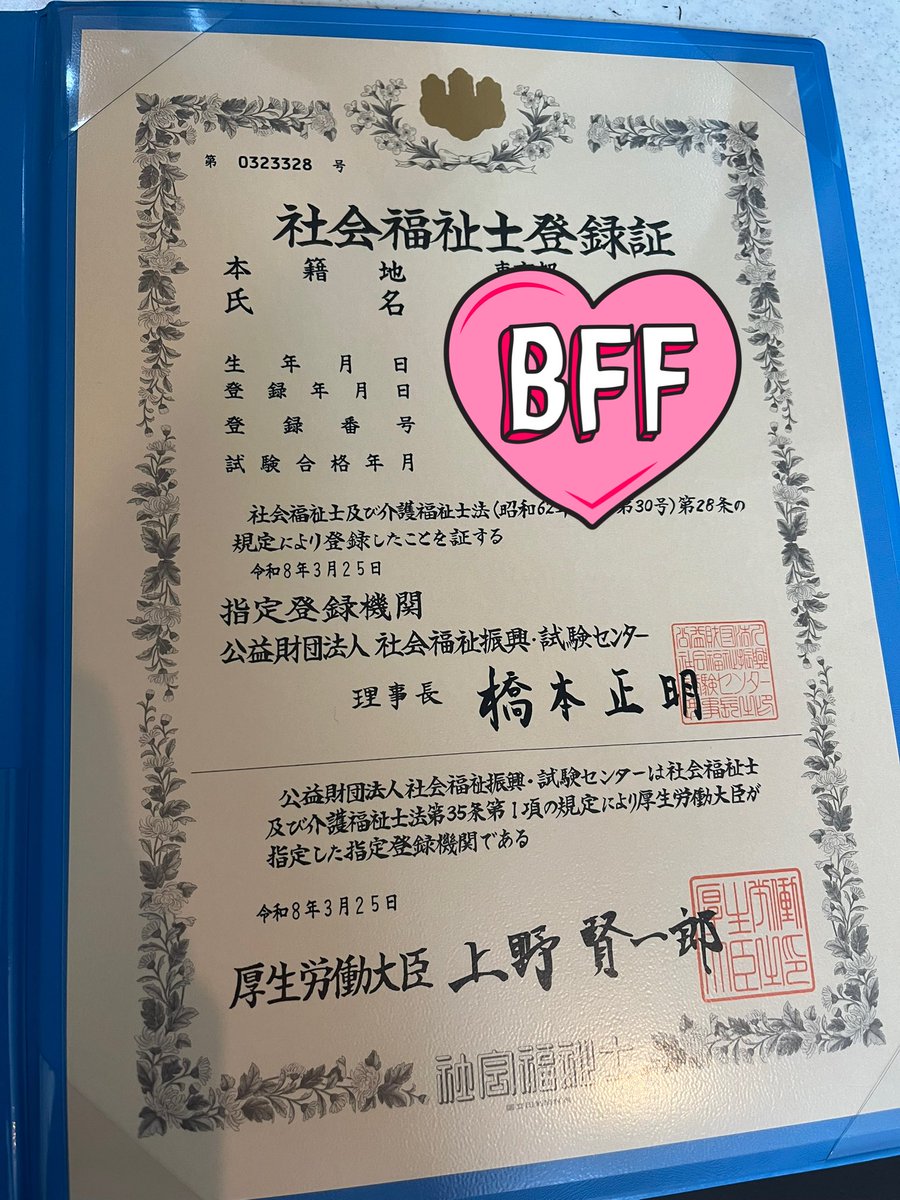 第 0323328 号
社会福祉士登録証
本籍地
氏名
BFF
生年月日
登録年月日
登録番号
試験合格年月
社会福祉士及び介護福祉士法(昭和62 第30号)第28条の
規定により登録したことを証する
令和8年3月25日
指定登録機関
公益財団法人 社会福祉振興・試験センター
理事長 橋本正明
公益財団法人社会福祉振興・試験センターは社会福祉士
及び介護福祉士法第35条第1項の規定により厚生労働大臣が
指定した指定登録機関である
令和8年3月25日
厚生労働大臣 上野賢一郎
厚生労働大臣